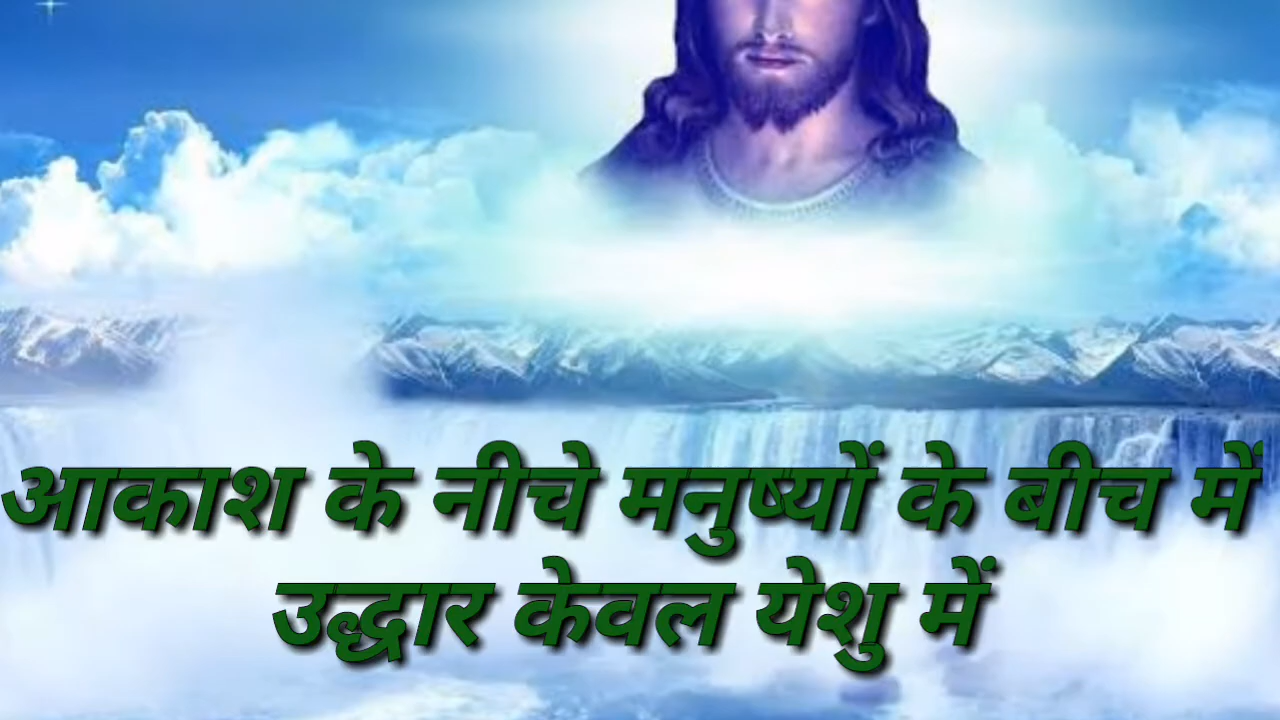 आकाश के नीचे मनुष्यों के बीच में
उद्धार केवल येशु में